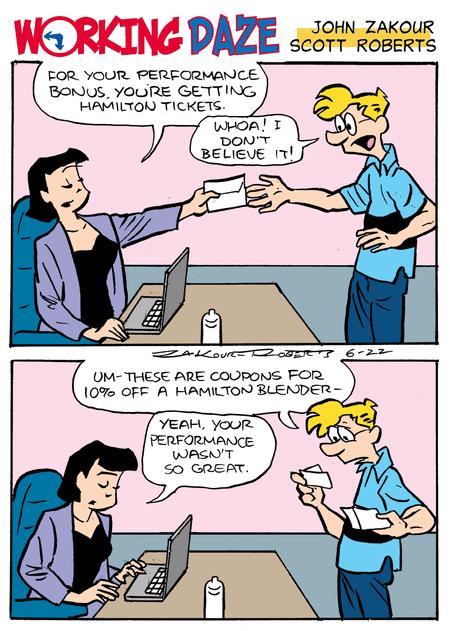 WORKING DAZE
JOHN ZAKOUR
SCOTT ROBERTS
FOR YOUR PERFORMANCE
BONUS, YOU'RE GETTING
HAMILTON TICKETS.
WHOA! I
DON'T
BELIEVE IT!
ZAKOUR-ROBERTS 6-22
UM-THESE ARE COUPONS FOR
10% OFF A HAMILTON BLENDER-
YEAH, YOUR
PERFORMANCE
WASN'T
SO GREAT.